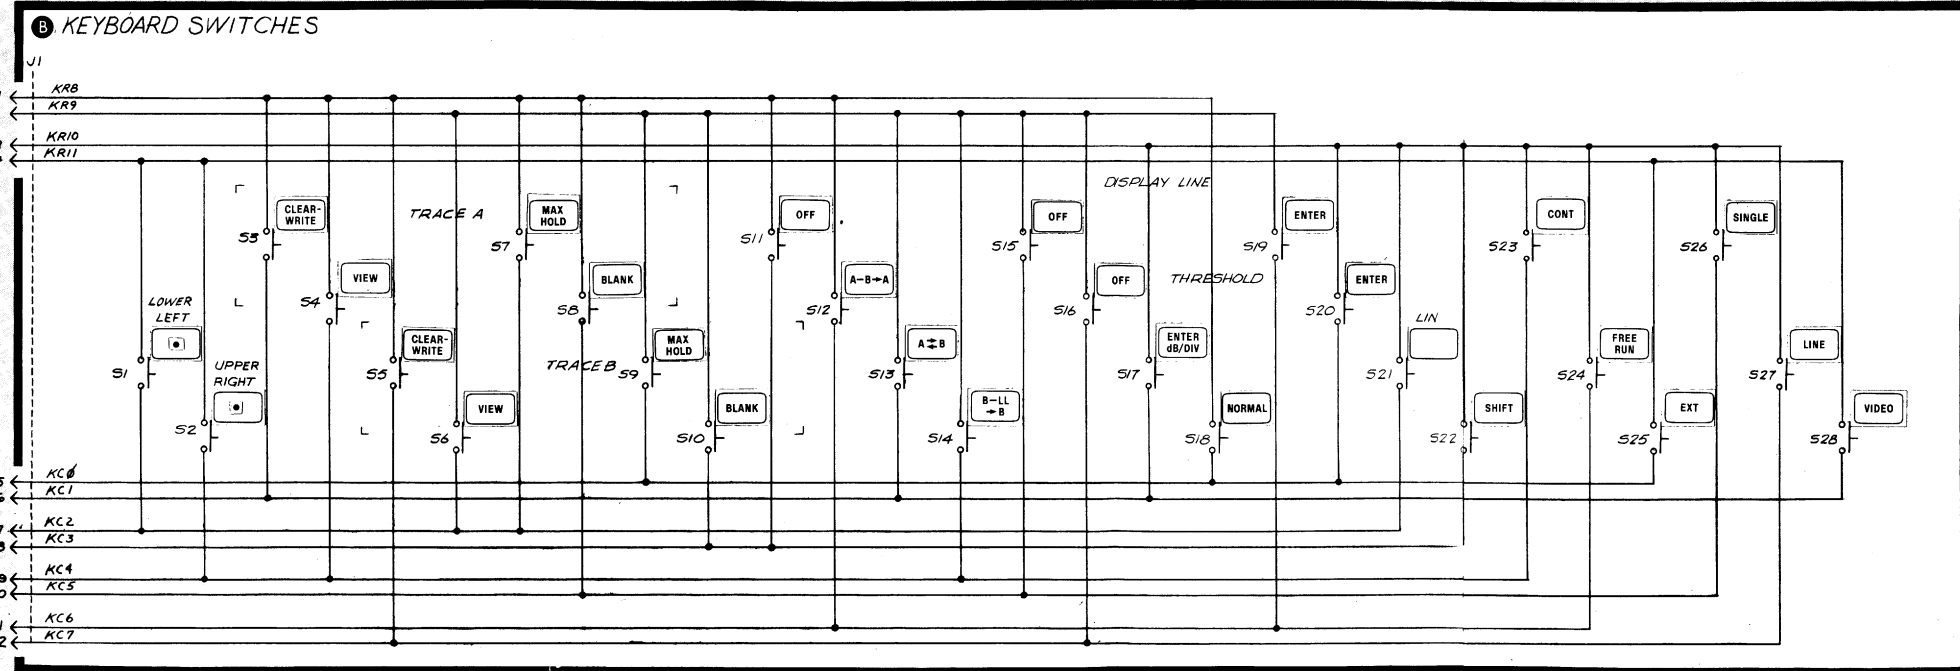 B KEYBOARD SWITCHES
J1
KR8
KR9
KR10
KR11
DISPLAY LINE
CLEAR-
WRITE
TRACE A
MAX
HOLD
OFF
OFF
ENTER
CONT
SINGLE
S3
S7
S11
S15
S19
S23
S26
VIEW
BLANK
A−B→A
OFF
THRESHOLD
ENTER
S4
S8
S12
S16
S20
LOWER
LEFT
LIN
CLEAR-
WRITE
MAX
HOLD
A⇄B
ENTER
dB/DIV
FREE
RUN
LINE
UPPER
RIGHT
TRACE B
S1
S5
S9
S13
S17
S21
S24
S27
VIEW
BLANK
B−LL
→B
NORMAL
SHIFT
EXT
VIDEO
S2
S6
S10
S14
S18
S22
S25
S28
KCØ
KC1
KC2
KC3
KC4
KC5
KC6
KC7